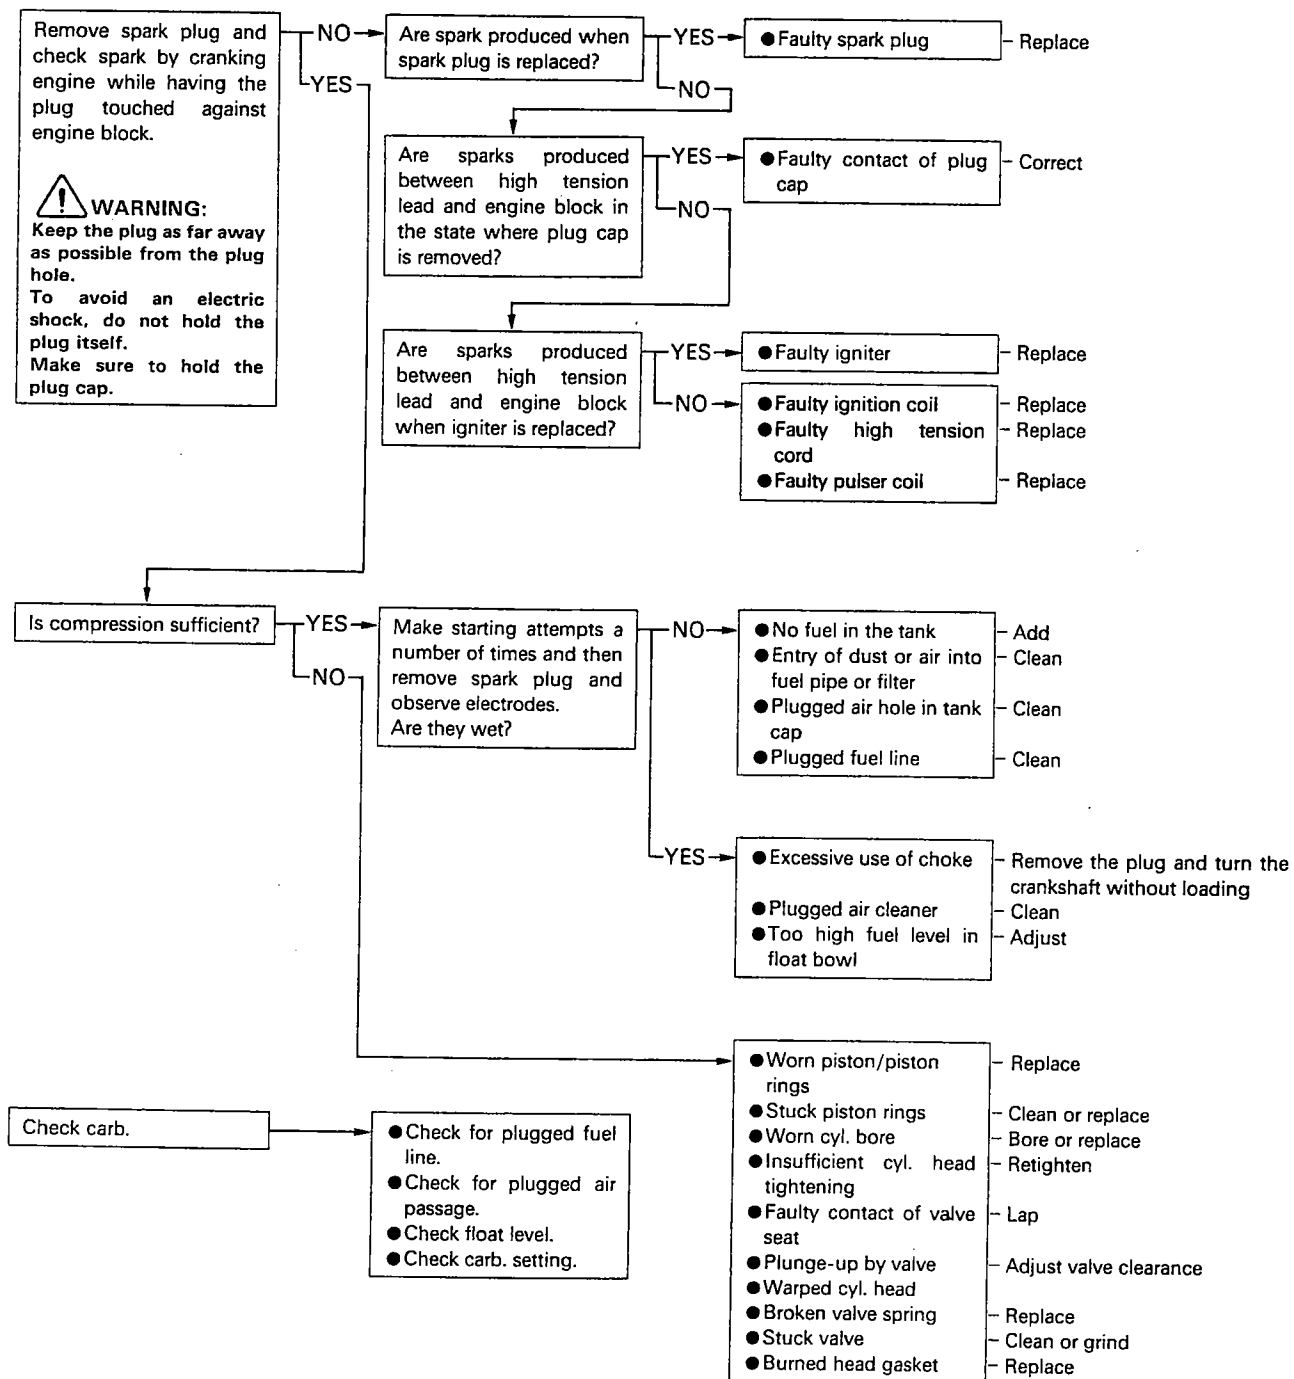 Remove spark plug and
check spark by cranking
engine while having the
plug touched against
engine block.
WARNING:
Keep the plug as far away
as possible from the plug
hole.
To avoid an electric
shock, do not hold the
plug itself.
Make sure to hold the
plug cap.
NO
YES
Are spark produced when
spark plug is replaced?
YES
●Faulty spark plug
– Replace
NO
Are sparks produced
between high tension
lead and engine block in
the state where plug cap
is removed?
YES
●Faulty contact of plug
cap
– Correct
NO
Are sparks produced
between high tension
lead and engine block
when igniter is replaced?
YES
●Faulty igniter
– Replace
NO
●Faulty ignition coil
– Replace
●Faulty high tension
cord
– Replace
●Faulty pulser coil
– Replace
Is compression sufficient?
YES
NO
Make starting attempts a
number of times and then
remove spark plug and
observe electrodes.
Are they wet?
NO
●No fuel in the tank
– Add
●Entry of dust or air into
fuel pipe or filter
– Clean
●Plugged air hole in tank
cap
– Clean
●Plugged fuel line
– Clean
YES
●Excessive use of choke
– Remove the plug and turn the
crankshaft without loading
●Plugged air cleaner
– Clean
●Too high fuel level in
float bowl
– Adjust
●Worn piston/piston
rings
– Replace
●Stuck piston rings
– Clean or replace
●Worn cyl. bore
– Bore or replace
●Insufficient cyl. head
tightening
– Retighten
●Faulty contact of valve
seat
– Lap
●Plunge-up by valve
– Adjust valve clearance
●Warped cyl. head
●Broken valve spring
– Replace
●Stuck valve
– Clean or grind
●Burned head gasket
– Replace
Check carb.
●Check for plugged fuel
line.
●Check for plugged air
passage.
●Check float level.
●Check carb. setting.